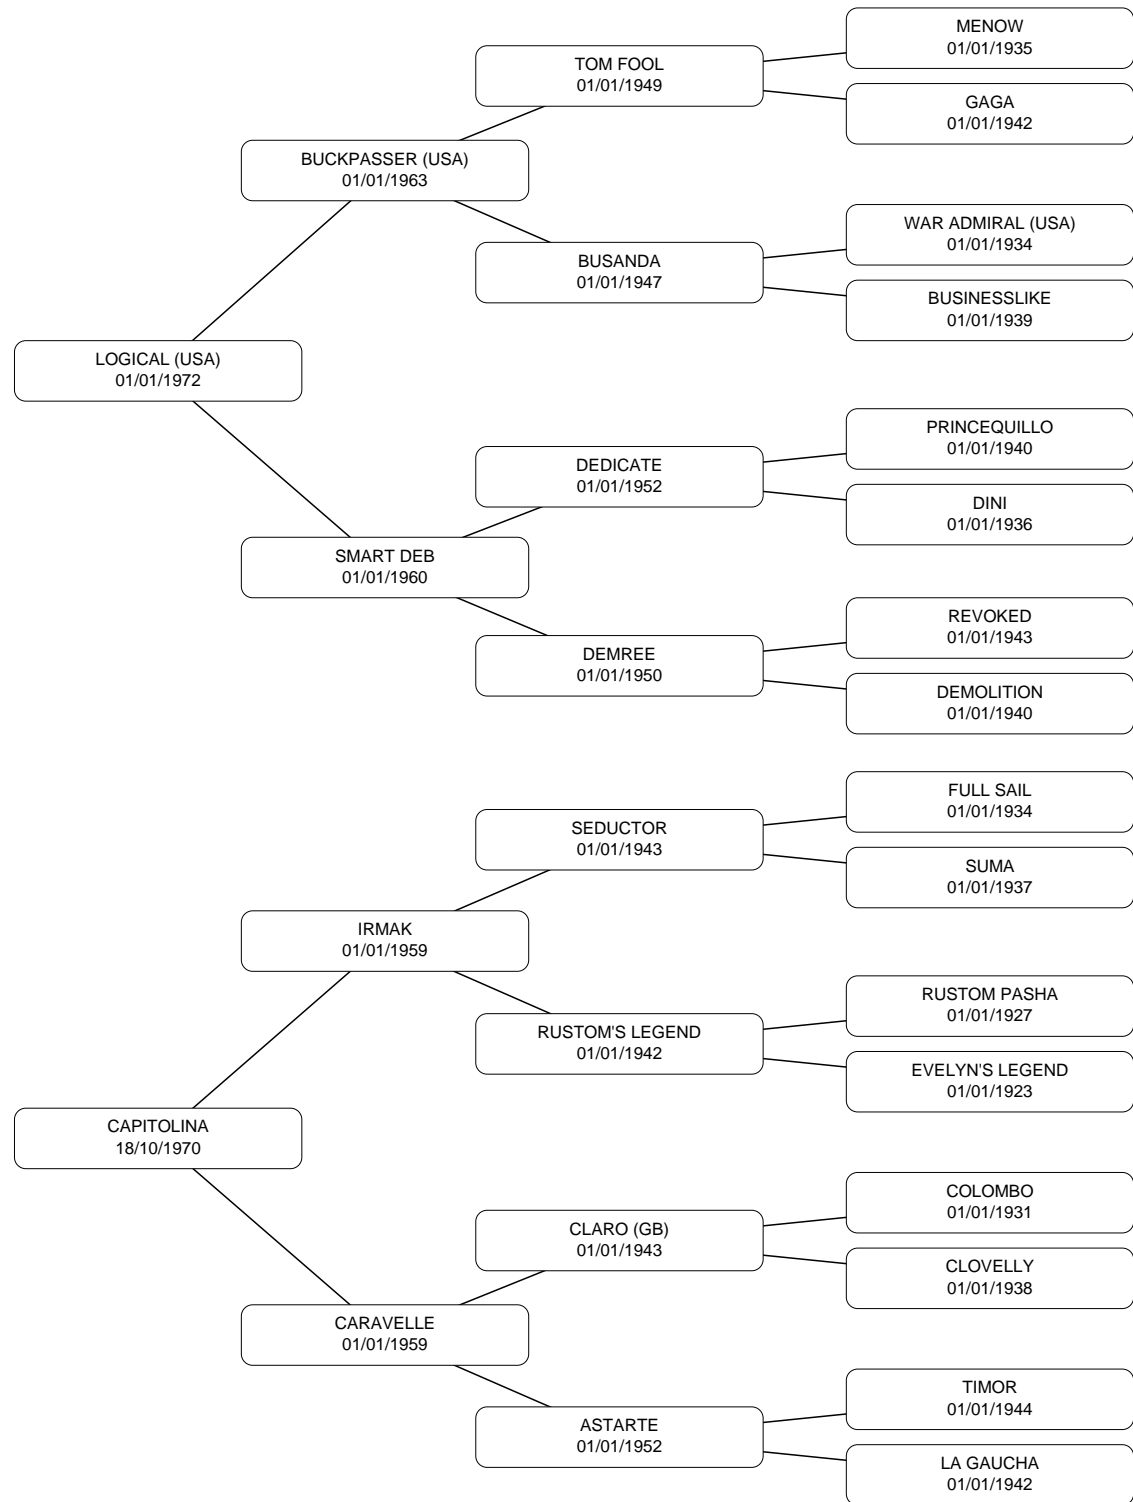 MENOW
01/01/1935
TOM FOOL
01/01/1949
GAGA
01/01/1942
BUCKPASSER (USA)
01/01/1963
WAR ADMIRAL (USA)
01/01/1934
BUSANDA
01/01/1947
BUSINESSLIKE
01/01/1939
LOGICAL (USA)
01/01/1972
PRINCEQUILLO
01/01/1940
DEDICATE
01/01/1952
DINI
01/01/1936
SMART DEB
01/01/1960
REVOKED
01/01/1943
DEMREE
01/01/1950
DEMOLITION
01/01/1940
FULL SAIL
01/01/1934
SEDUCTOR
01/01/1943
SUMA
01/01/1937
IRMAK
01/01/1959
RUSTOM PASHA
01/01/1927
RUSTOM'S LEGEND
01/01/1942
EVELYN'S LEGEND
01/01/1923
CAPITOLINA
18/10/1970
COLOMBO
01/01/1931
CLARO (GB)
01/01/1943
CLOVELLY
01/01/1938
CARAVELLE
01/01/1959
TIMOR
01/01/1944
ASTARTE
01/01/1952
LA GAUCHA
01/01/1942